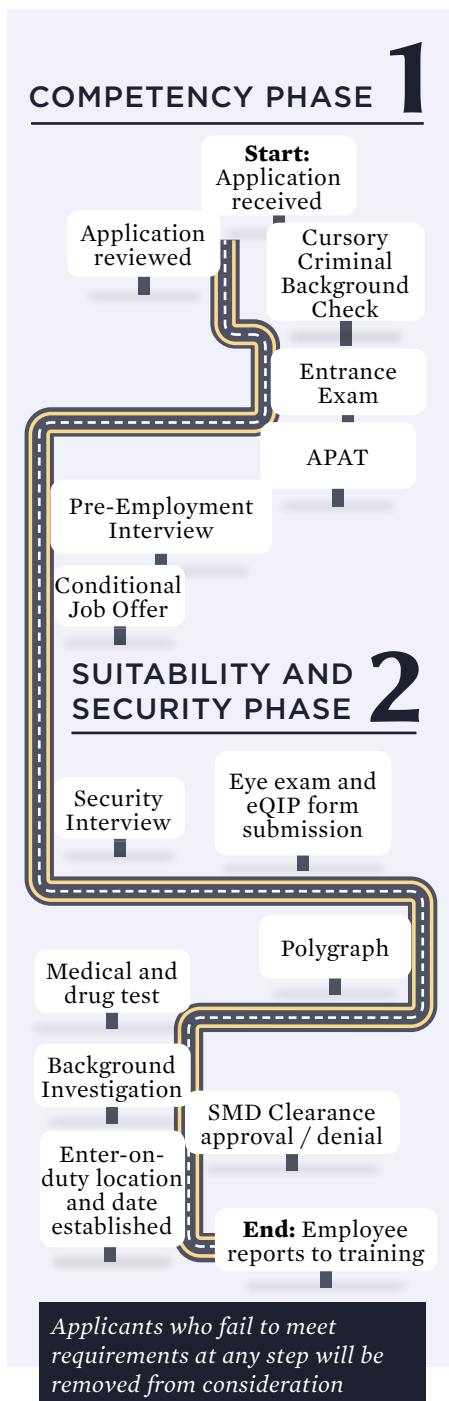 COMPETENCY PHASE 1
Start:
Application
received
Application
reviewed
Cursory
Criminal
Background
Check
Entrance
Exam
APAT
Pre-Employment
Interview
Conditional
Job Offer
SUITABILITY AND
SECURITY PHASE 2
Security
Interview
Eye exam and
eQIP form
submission
Polygraph
Medical and
drug test
Background
Investigation
SMD Clearance
approval / denial
Enter-on-
duty location
and date
established
End: Employee
reports to training
Applicants who fail to meet
requirements at any step will be
removed from consideration